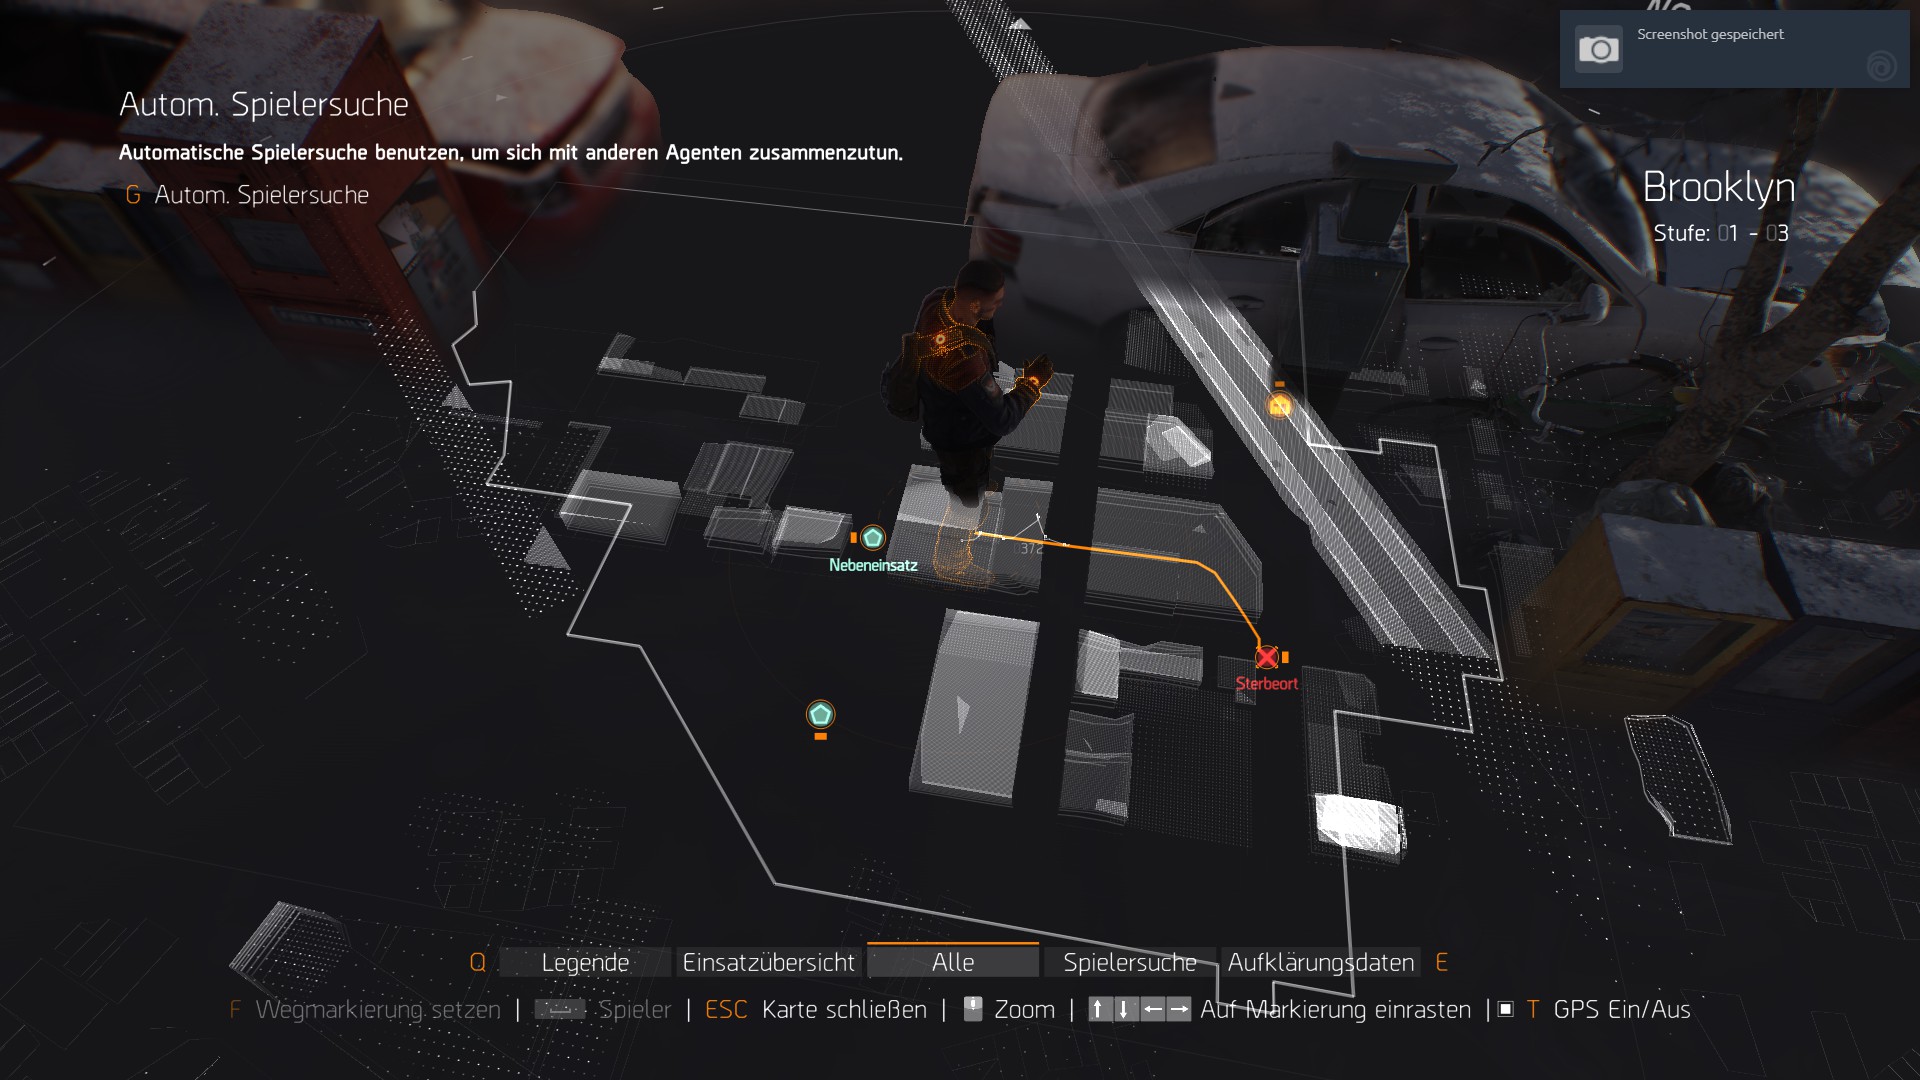 Screenshot gespeichert
Autom. Spielersuche
Automatische Spielersuche benutzen, um sich mit anderen Agenten zusammenzutun.
G Autom. Spielersuche
Brooklyn
Stufe: 01 - 03
Nebeneinsatz
0372
Sterbeort
Q Legende Einsatzübersicht Alle Spielersuche Aufklärungsdaten E
F Wegmarkierung setzen | Spieler | ESC Karte schließen | Zoom | ↑ ↓ ← → Auf Markierung einrasten | T GPS Ein/Aus